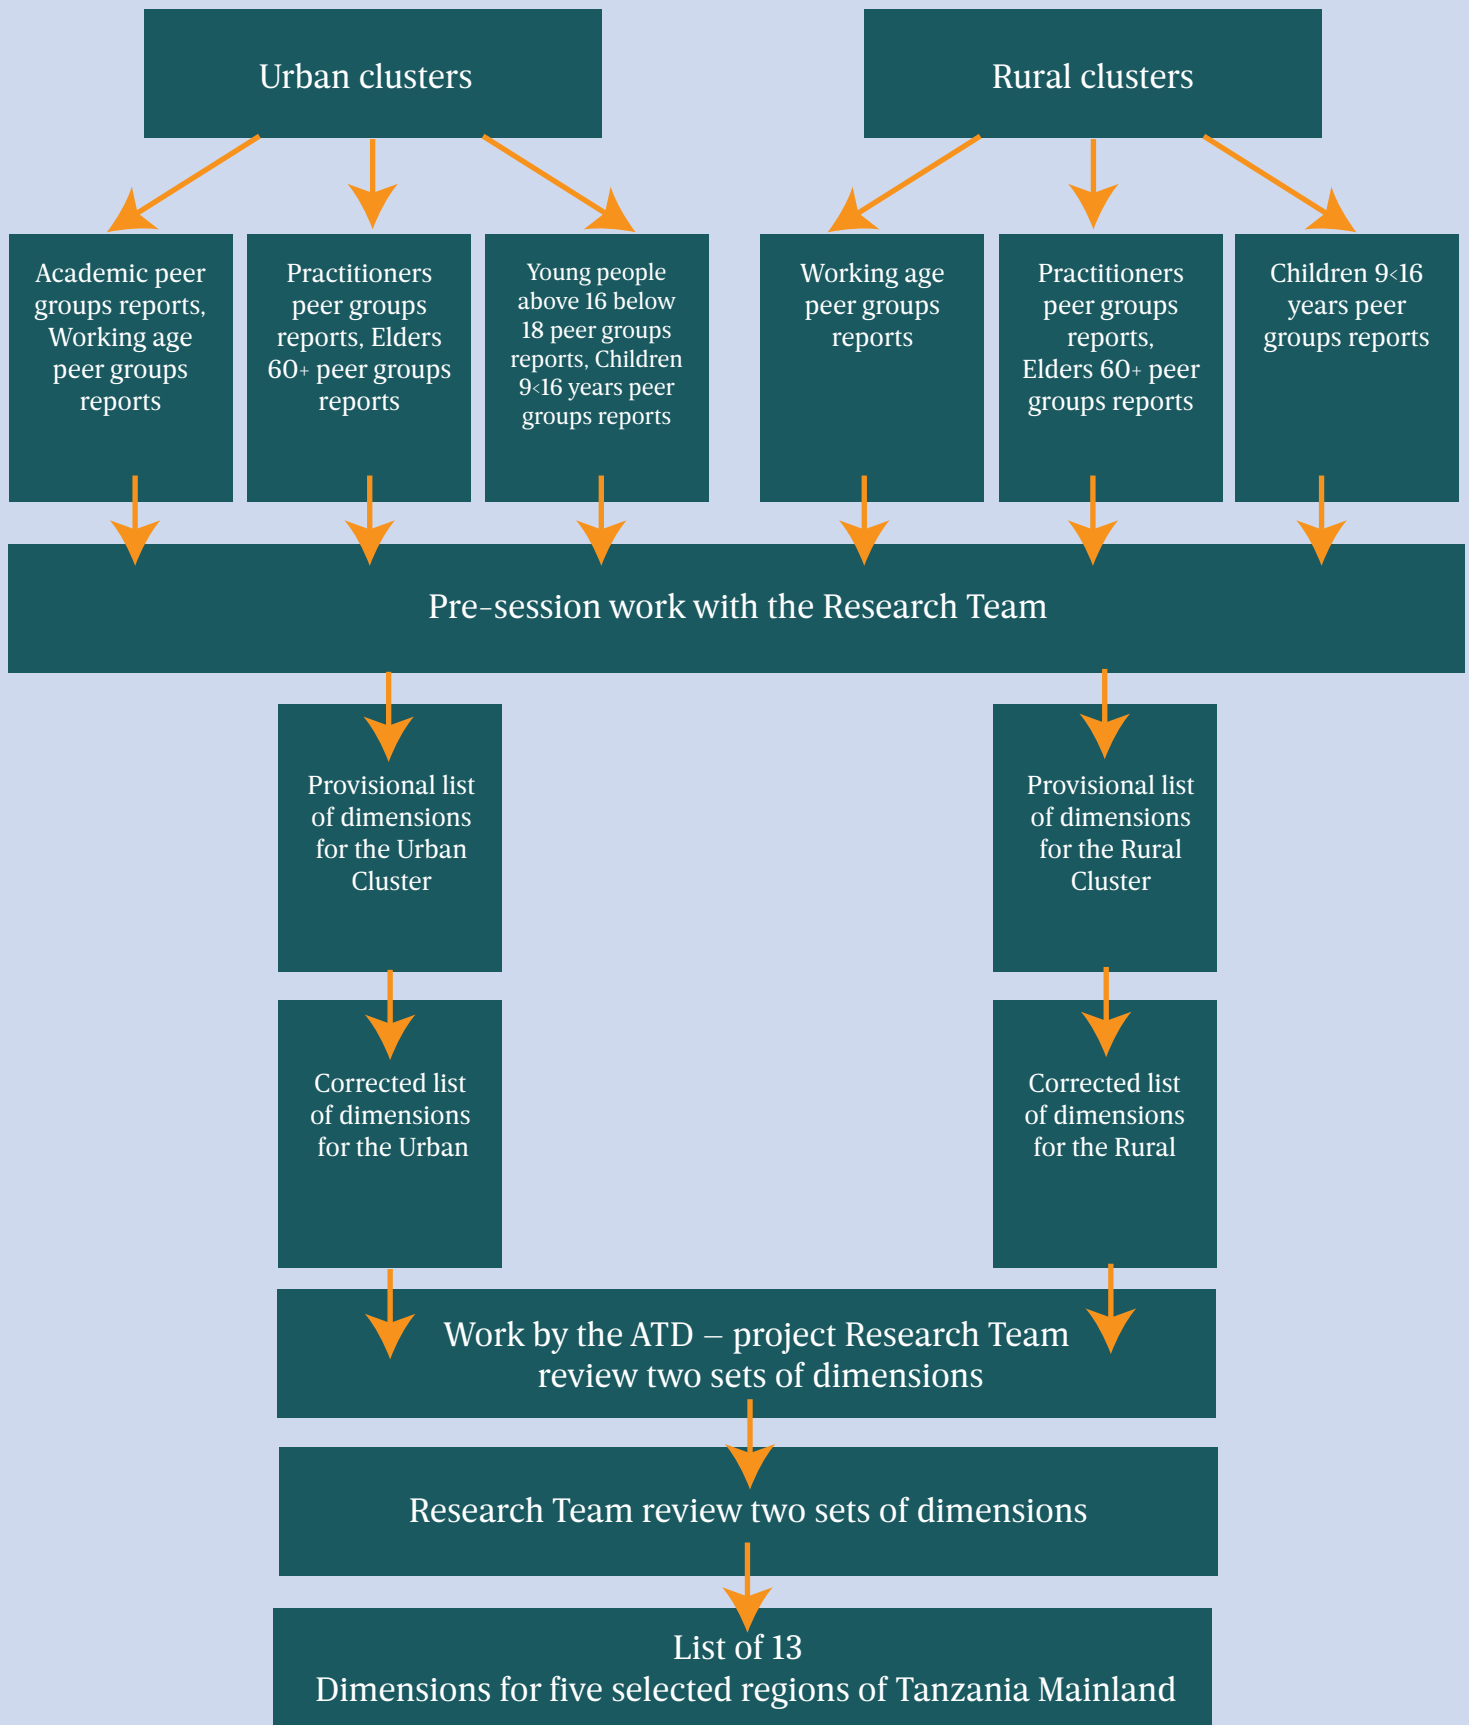 Urban clusters
Rural clusters
Academic peer
groups reports,
Working age
peer groups
reports
Practitioners
peer groups
reports, Elders
60+ peer groups
reports
Young people
above 16 below
18 peer groups
reports, Children
9<16 years peer
groups reports
Working age
peer groups
reports
Practitioners
peer groups
reports,
Elders 60+ peer
groups reports
Children 9<16
years peer
groups reports
Pre-session work with the Research Team
Provisional list
of dimensions
for the Urban
Cluster
Provisional list
of dimensions
for the Rural
Cluster
Corrected list
of dimensions
for the Urban
Corrected list
of dimensions
for the Rural
Work by the ATD – project Research Team
review two sets of dimensions
Research Team review two sets of dimensions
List of 13
Dimensions for five selected regions of Tanzania Mainland